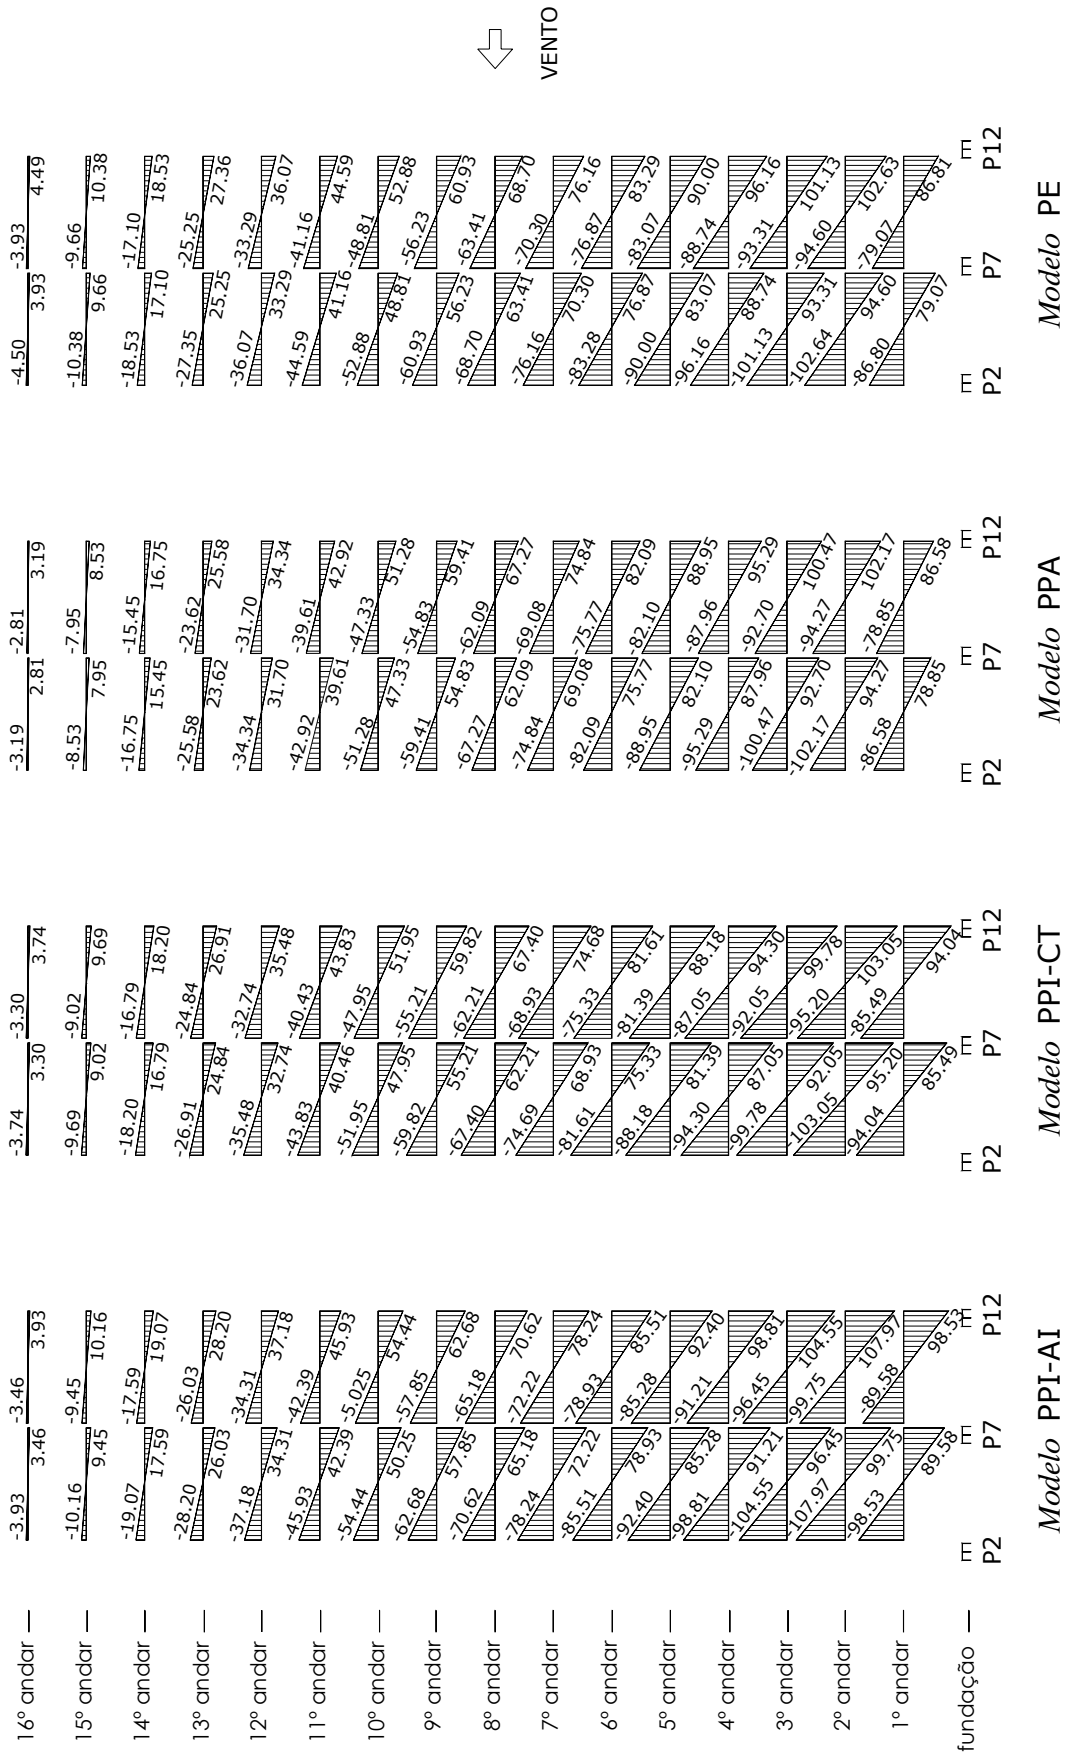 16º andar -3.93 3.46 -3.46 3.93 -3.74 3.30 -3.30 3.74 -3.19 2.81 -2.81 3.19 -4.50 3.93 -3.93 4.49
15º andar -10.16 9.45 -9.45 10.16 -9.69 9.02 -9.02 9.69 -8.53 7.95 -7.95 8.53 -10.38 9.66 -9.66 10.38
14º andar -19.07 17.59 -17.59 19.07 -18.20 16.79 -16.79 18.20 -16.75 15.45 -15.45 16.75 -18.53 17.10 -17.10 18.53
13º andar -28.20 26.03 -26.03 28.20 -26.91 24.84 -24.84 26.91 -25.58 23.62 -23.62 25.58 -27.35 25.25 -25.25 27.36
12º andar -37.18 34.31 -34.31 37.18 -35.48 32.74 -32.74 35.48 -34.34 31.70 -31.70 34.34 -36.07 33.29 -33.29 36.07
11º andar -45.93 42.39 -42.39 45.93 -43.83 40.46 -40.43 43.83 -42.92 39.61 -39.61 42.92 -44.59 41.16 -41.16 44.59
10º andar -54.44 50.25 -5.025 54.44 -51.95 47.95 -47.95 51.95 -51.28 47.33 -47.33 51.28 -52.88 48.81 -48.81 52.88
9º andar -62.68 57.85 -57.85 62.68 -59.82 55.21 -55.21 59.82 -59.41 54.83 -54.83 59.41 -60.93 56.23 -56.23 60.93
8º andar -70.62 65.18 -65.18 70.62 -67.40 62.21 -62.21 67.40 -67.27 62.09 -62.09 67.27 -68.70 63.41 -63.41 68.70
VENTO
7º andar -78.24 72.22 -72.22 78.24 -74.69 68.93 -68.93 74.68 -74.84 69.08 -69.08 74.84 -76.16 70.30 -70.30 76.16
6º andar -85.51 78.93 -78.93 85.51 -81.61 75.33 -75.33 81.61 -82.09 75.77 -75.77 82.09 -83.28 76.87 -76.87 83.29
5º andar -92.40 85.28 -85.28 92.40 -88.18 81.39 -81.39 88.18 -88.95 82.10 -82.10 88.95 -90.00 83.07 -83.07 90.00
4º andar -98.81 91.21 -91.21 98.81 -94.30 87.05 -87.05 94.30 -95.29 87.96 -87.96 95.29 -96.16 88.74 -88.74 96.16
3º andar -104.55 96.45 -96.45 104.55 -99.78 92.05 -92.05 99.78 -100.47 92.70 -92.70 100.47 -101.13 93.31 -93.31 101.13
2º andar -107.97 99.75 -99.75 107.97 -103.05 95.20 -95.20 103.05 -102.17 94.27 -94.27 102.17 -102.64 94.60 -94.60 102.63
1º andar -98.53 89.58 -89.58 98.53 -94.04 85.49 -85.49 94.04 -86.58 78.85 -78.85 86.58 -86.80 79.07 -79.07 86.81
fundação
P2 P7 P12 P2 P7 P12 P2 P7 P12 P2 P7 P12
Modelo PPI-AI Modelo PPI-CT Modelo PPA Modelo PE